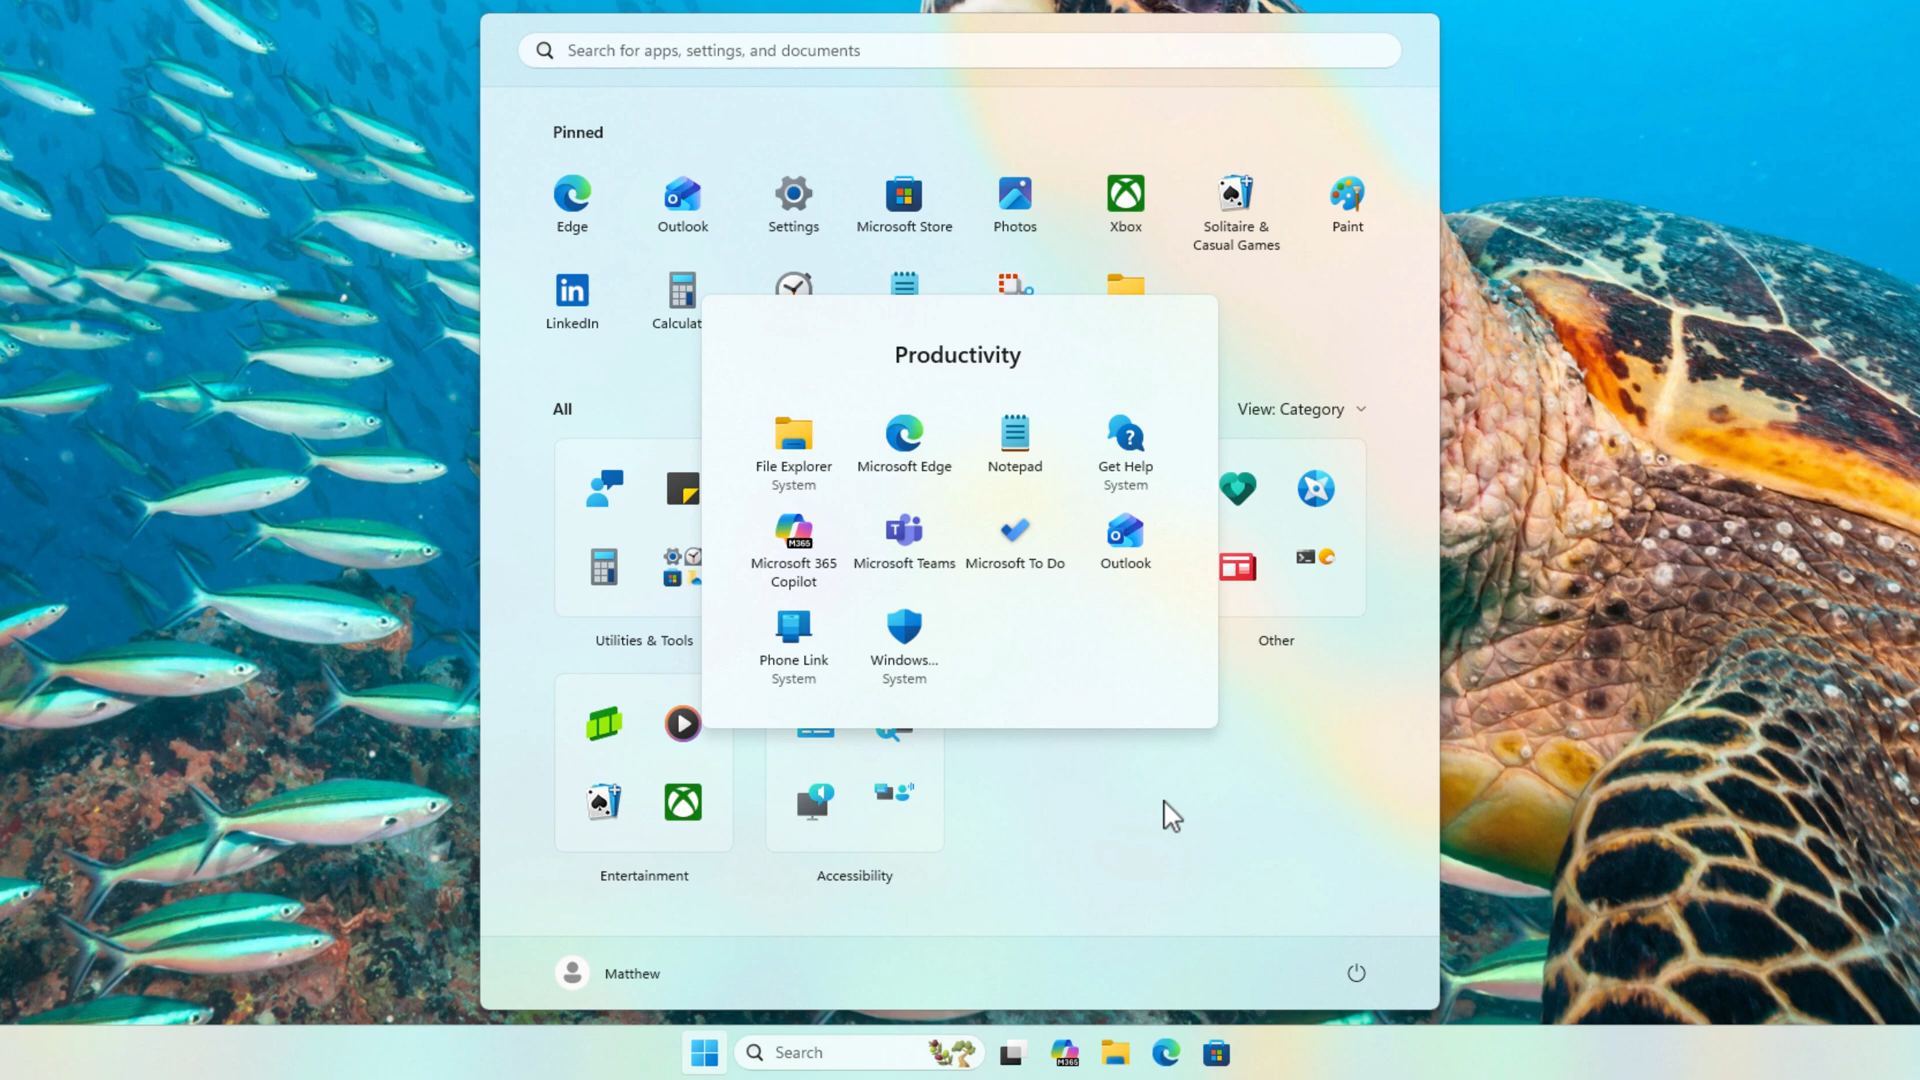 Search for apps, settings, and documents
Pinned
Edge
Outlook
Settings
Microsoft Store
Photos
Xbox
Solitaire &
Casual Games
Paint
LinkedIn
Calculat
Productivity
All
View: Category
File Explorer
System
Microsoft Edge
Notepad
Get Help
System
M365
Microsoft 365
Copilot
Microsoft Teams
Microsoft To Do
Outlook
Phone Link
System
Windows...
System
Utilities & Tools
Other
Entertainment
Accessibility
Matthew
Search
M365